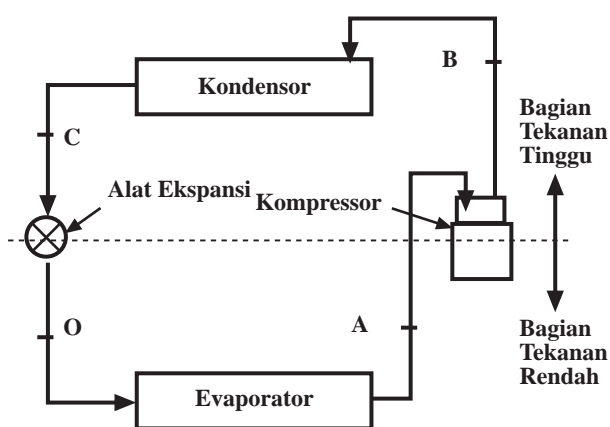 B
Kondensor
Bagian
Tekanan
Tinggu
C
Alat Ekspansi
Kompressor
O
A
Bagian
Tekanan
Rendah
Evaporator